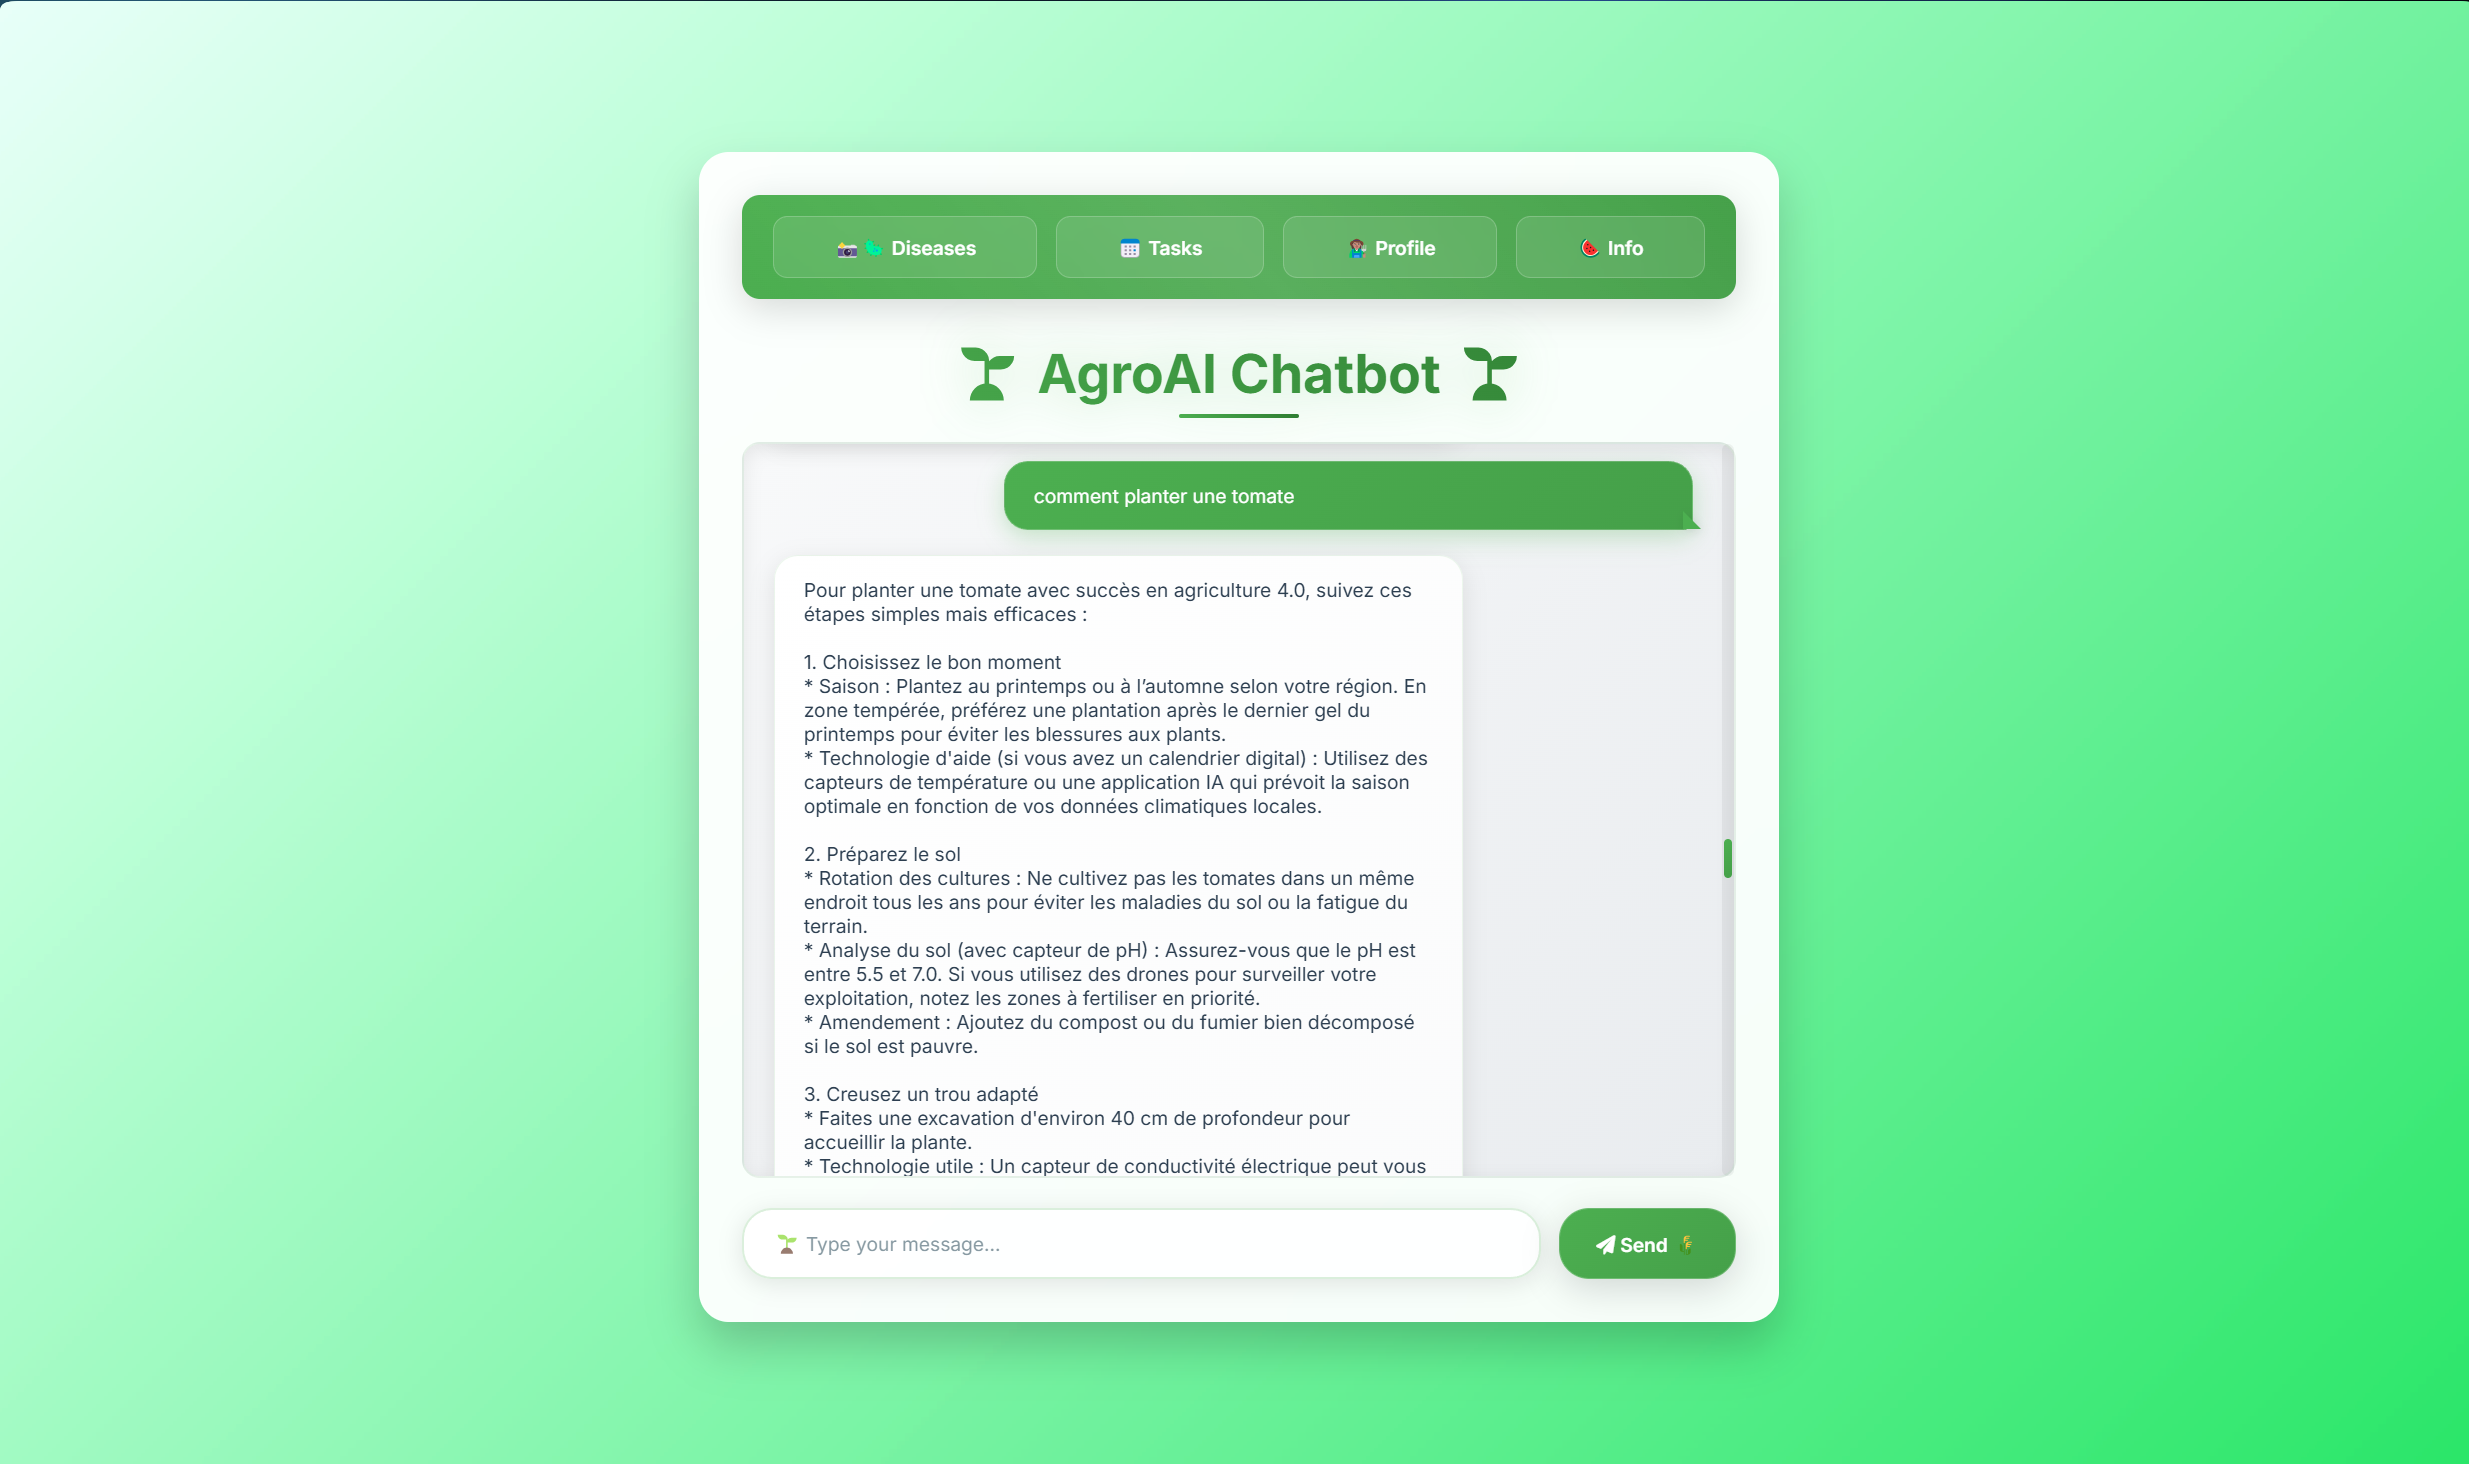 Diseases
Tasks
Profile
Info
AgroAI Chatbot
comment planter une tomate
Pour planter une tomate avec succès en agriculture 4.0, suivez ces
étapes simples mais efficaces :
1. Choisissez le bon moment
* Saison : Plantez au printemps ou à l’automne selon votre région. En
zone tempérée, préférez une plantation après le dernier gel du
printemps pour éviter les blessures aux plants.
* Technologie d'aide (si vous avez un calendrier digital) : Utilisez des
capteurs de température ou une application IA qui prévoit la saison
optimale en fonction de vos données climatiques locales.
2. Préparez le sol
* Rotation des cultures : Ne cultivez pas les tomates dans un même
endroit tous les ans pour éviter les maladies du sol ou la fatigue du
terrain.
* Analyse du sol (avec capteur de pH) : Assurez-vous que le pH est
entre 5.5 et 7.0. Si vous utilisez des drones pour surveiller votre
exploitation, notez les zones à fertiliser en priorité.
* Amendement : Ajoutez du compost ou du fumier bien décomposé
si le sol est pauvre.
3. Creusez un trou adapté
* Faites une excavation d'environ 40 cm de profondeur pour
accueillir la plante.
* Technologie utile : Un capteur de conductivité électrique peut vous
Type your message...
Send